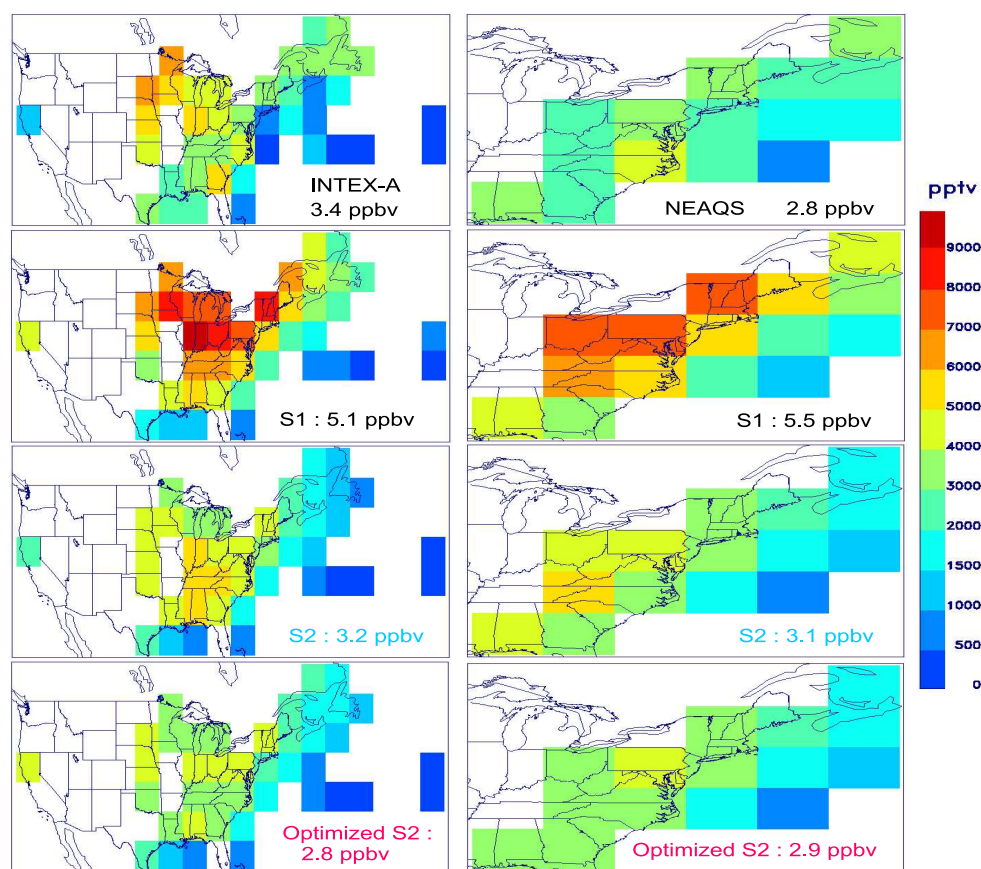 INTEX-A
3.4 ppbv
NEAQS 2.8 ppbv
S1 : 5.1 ppbv
S1 : 5.5 ppbv
S2 : 3.2 ppbv
S2 : 3.1 ppbv
Optimized S2 :
2.8 ppbv
Optimized S2 : 2.9 ppbv
pptv
9000
8000
7000
6000
5000
4000
3000
2000
1500
1000
500
0